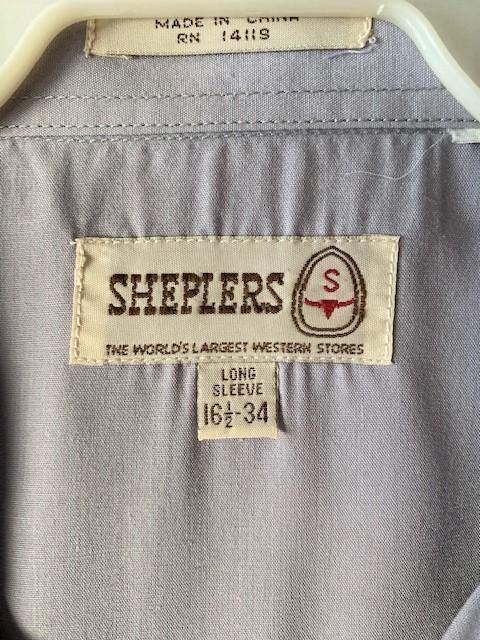 MADE IN CHINA
RN 14119
SHEPLERS
S
THE WORLD'S LARGEST WESTERN STORES
LONG
SLEEVE
16½-34